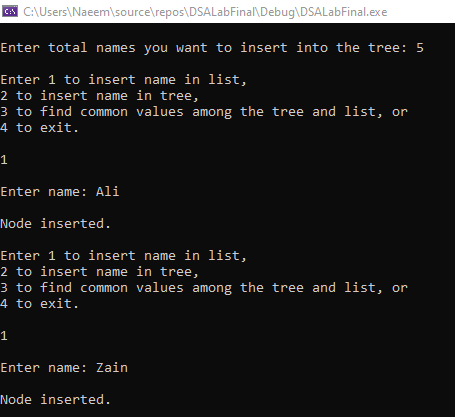 C:\Users\Naeem\source\repos\DSALabFinal\Debug\DSALabFinal.exe
Enter total names you want to insert into the tree: 5
Enter 1 to insert name in list,
2 to insert name in tree,
3 to find common values among the tree and list, or
4 to exit.
1
Enter name: Ali
Node inserted.
Enter 1 to insert name in list,
2 to insert name in tree,
3 to find common values among the tree and list, or
4 to exit.
1
Enter name: Zain
Node inserted.